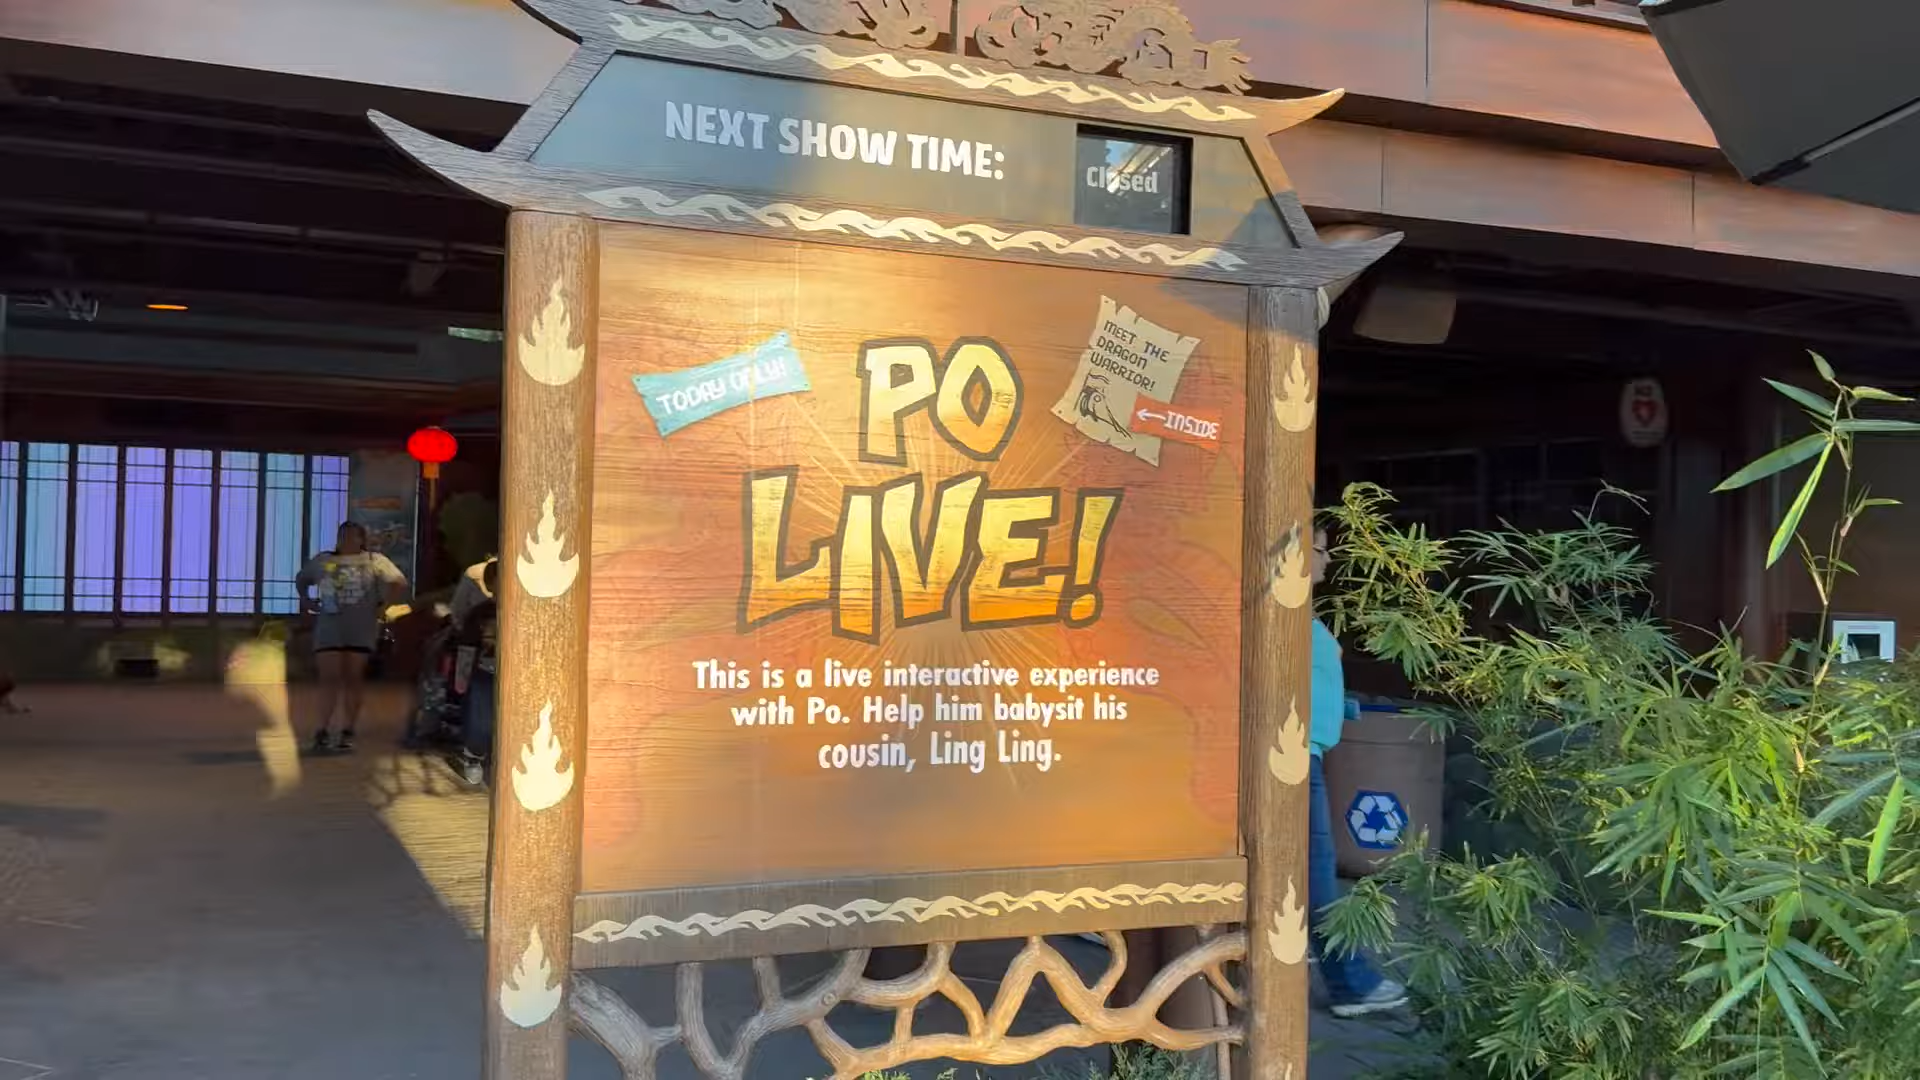 NEXT SHOW TIME:
Closed
TODAY ONLY!
PO
LIVE!
MEET THE
DRAGON
WARRIOR!
INSIDE
This is a live interactive experience
with Po. Help him babysit his
cousin, Ling Ling.